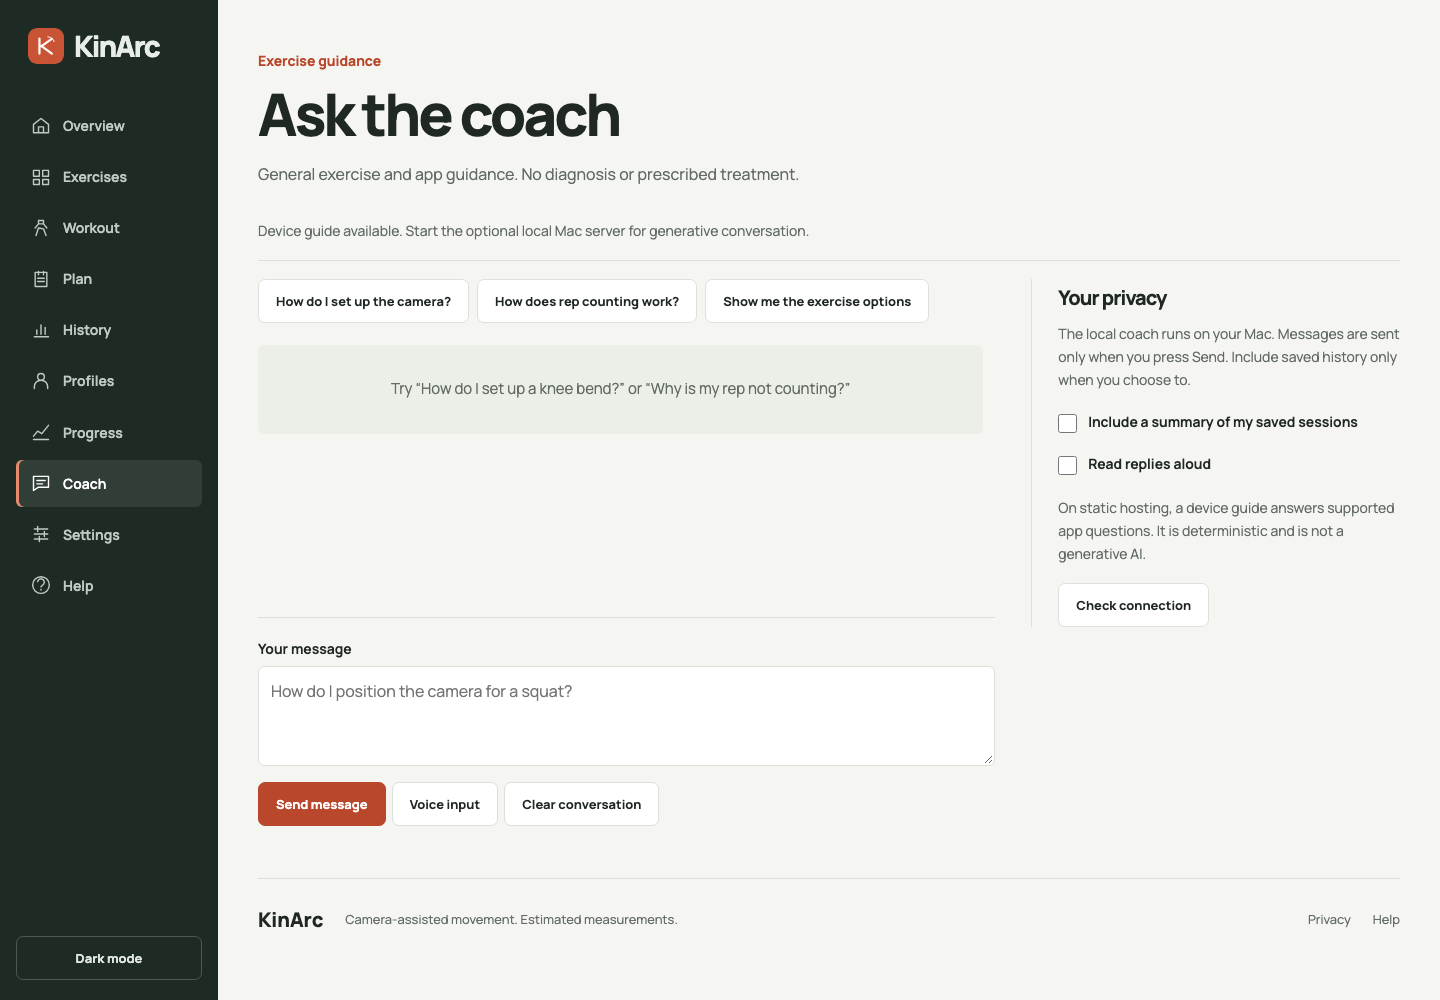 KinArc
Overview
Exercises
Workout
Plan
History
Profiles
Progress
Coach
Settings
Help
Dark mode
Exercise guidance
Ask the coach
General exercise and app guidance. No diagnosis or prescribed treatment.
Device guide available. Start the optional local Mac server for generative conversation.
How do I set up the camera?
How does rep counting work?
Show me the exercise options
Try “How do I set up a knee bend?” or “Why is my rep not counting?”
Your message
How do I position the camera for a squat?
Send message
Voice input
Clear conversation
Your privacy
The local coach runs on your Mac. Messages are sent
only when you press Send. Include saved history only
when you choose to.
Include a summary of my saved sessions
Read replies aloud
On static hosting, a device guide answers supported
app questions. It is deterministic and is not a
generative AI.
Check connection
KinArc
Camera-assisted movement. Estimated measurements.
Privacy
Help